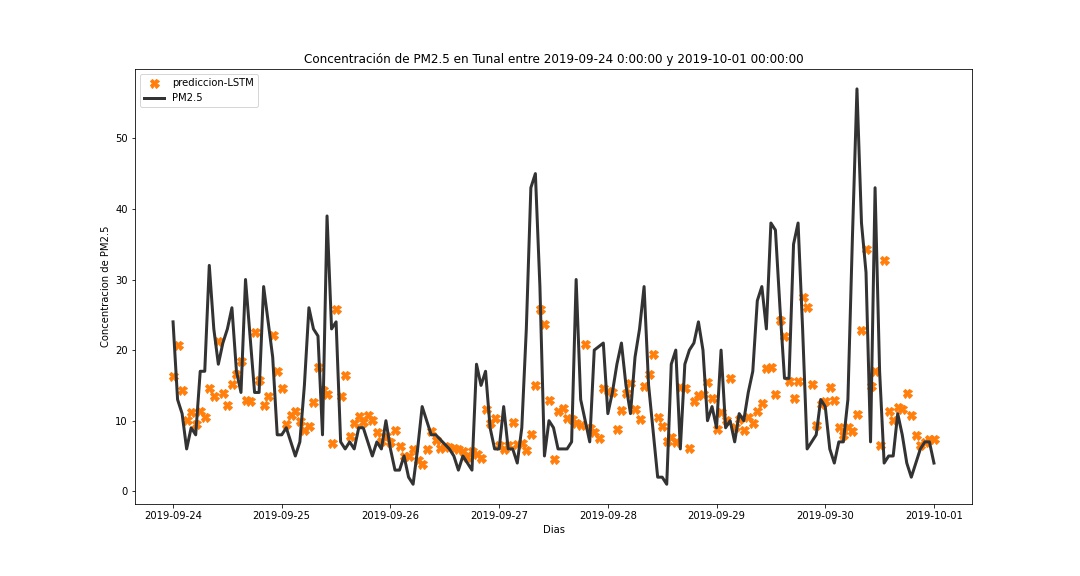 Concentración de PM2.5 en Tunal entre 2019-09-24 0:00:00 y 2019-10-01 00:00:00
prediccion-LSTM
PM2.5
Concentracion de PM2.5
50
40
30
20
10
0
2019-09-24 2019-09-25 2019-09-26 2019-09-27 2019-09-28 2019-09-29 2019-09-30 2019-10-01
Dias